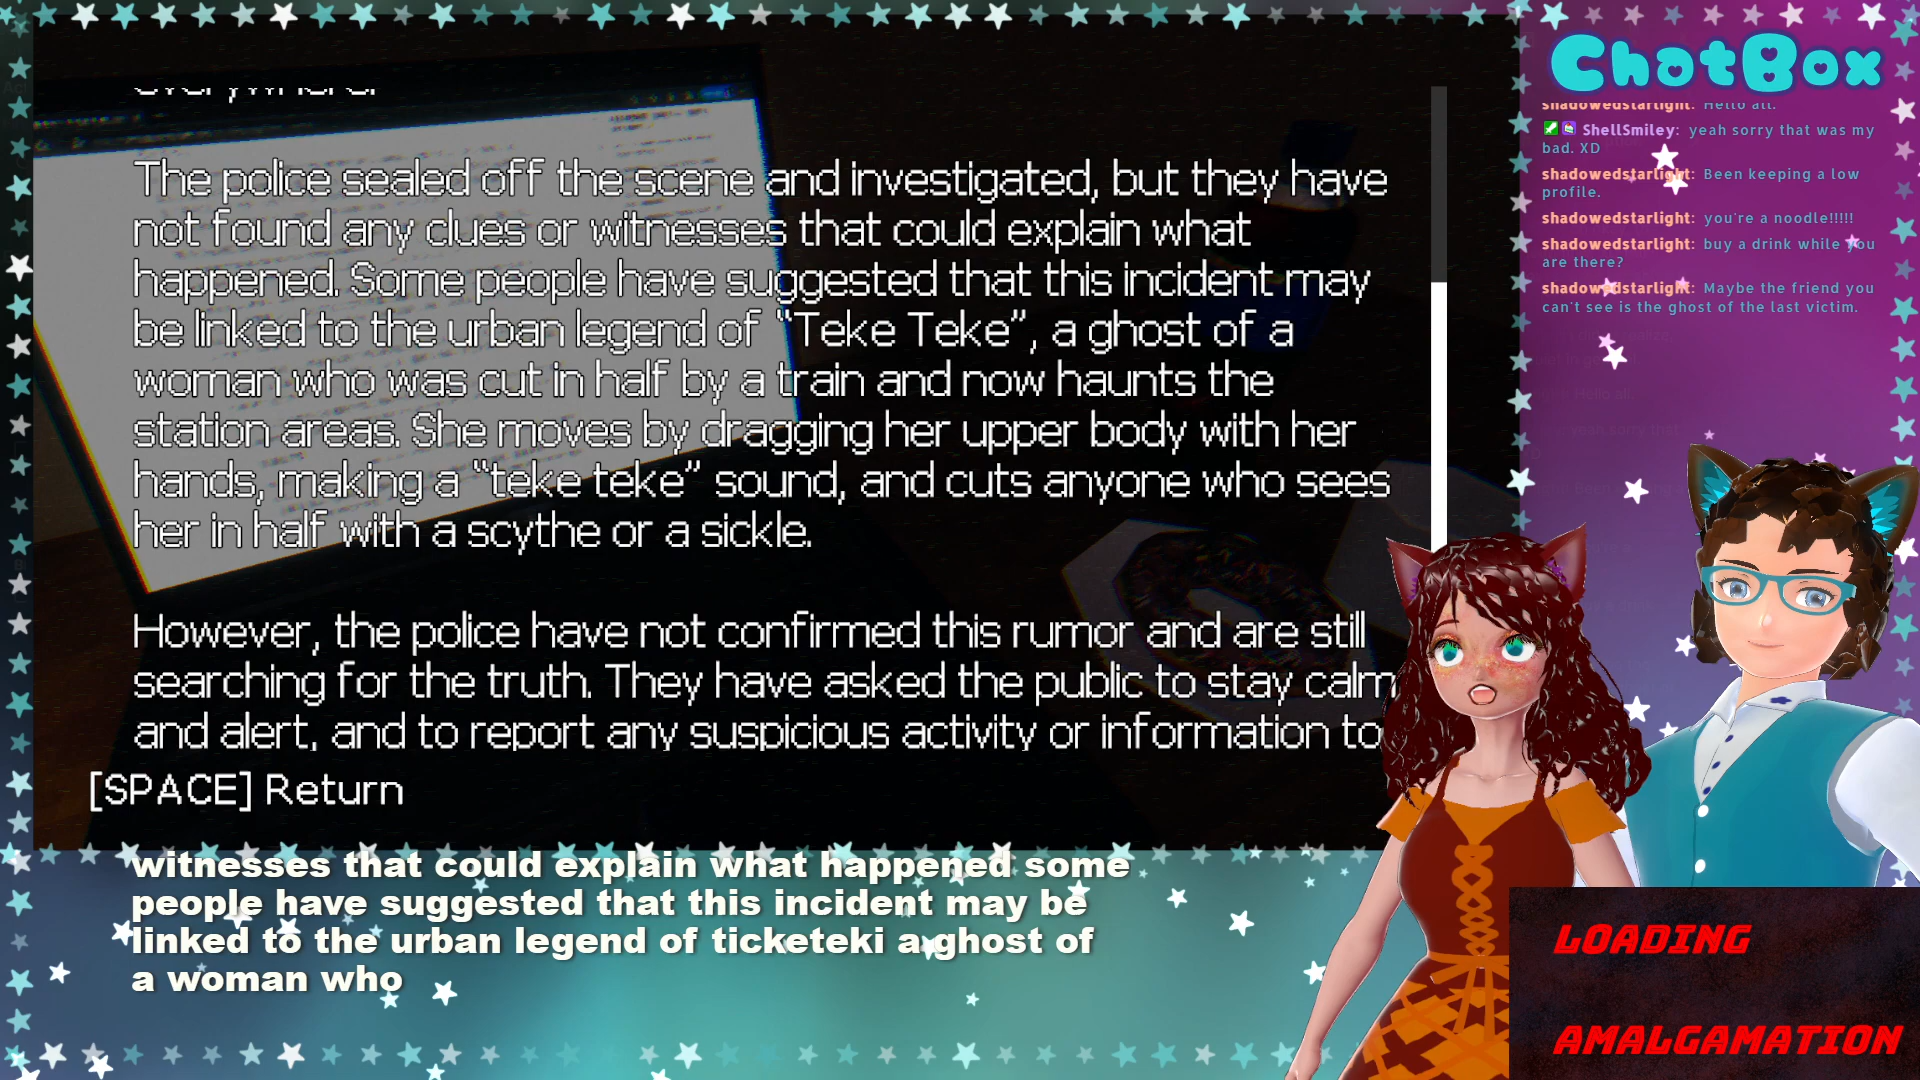 everywhere.
The police sealed off the scene and investigated, but they have
not found any clues or witnesses that could explain what
happened. Some people have suggested that this incident may
be linked to the urban legend of “Teke Teke”, a ghost of a
woman who was cut in half by a train and now haunts the
station areas. She moves by dragging her upper body with her
hands, making a “teke teke” sound, and cuts anyone who sees
her in half with a scythe or a sickle.
However, the police have not confirmed this rumor and are still
searching for the truth. They have asked the public to stay calm
and alert, and to report any suspicious activity or information to
[SPACE] Return
witnesses that could explain what happened some
people have suggested that this incident may be
linked to the urban legend of ticketeki a ghost of
a woman who
ChatBox
shadowedstarlight: Hello all.
ShellSmiley: yeah sorry that was my
bad. XD
shadowedstarlight: Been keeping a low
profile.
shadowedstarlight: you're a noodle!!!!!
shadowedstarlight: buy a drink while you
are there?
shadowedstarlight: Maybe the friend you
can't see is the ghost of the last victim.
LOADING
AMALGAMATION